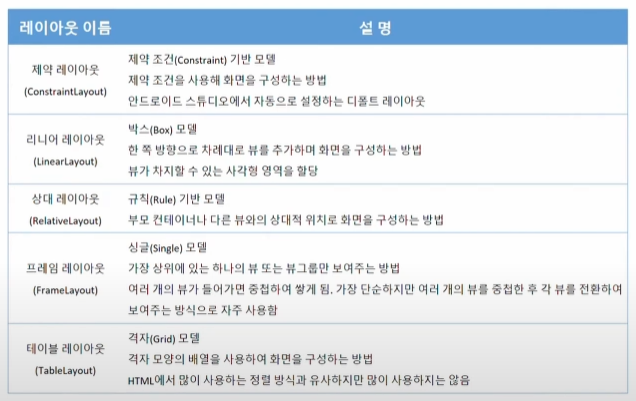 레이아웃 이름
설 명
제약 레이아웃
(ConstraintLayout)
제약 조건(Constraint) 기반 모델
제약 조건을 사용해 화면을 구성하는 방법
안드로이드 스튜디오에서 자동으로 설정하는 디폴트 레이아웃
리니어 레이아웃
(LinearLayout)
박스(Box) 모델
한 쪽 방향으로 차례대로 뷰를 추가하며 화면을 구성하는 방법
뷰가 차지할 수 있는 사각형 영역을 할당
상대 레이아웃
(RelativeLayout)
규칙(Rule) 기반 모델
부모 컨테이너나 다른 뷰와의 상대적 위치로 화면을 구성하는 방법
프레임 레이아웃
(FrameLayout)
싱글(Single) 모델
가장 상위에 있는 하나의 뷰 또는 뷰그룹만 보여주는 방법
여러 개의 뷰가 들어가면 중첩하여 쌓게 됨. 가장 단순하지만 여러 개의 뷰를 중첩한 후 각 뷰를 전환하여
보여주는 방식으로 자주 사용함
테이블 레이아웃
(TableLayout)
격자(Grid) 모델
격자 모양의 배열을 사용하여 화면을 구성하는 방법
HTML에서 많이 사용하는 정렬 방식과 유사하지만 많이 사용하지는 않음